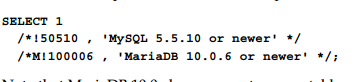 SELECT 1
/*!50510 , 'MySQL 5.5.10 or newer' */
/*M!100006 , 'MariaDB 10.0.6 or newer' */;